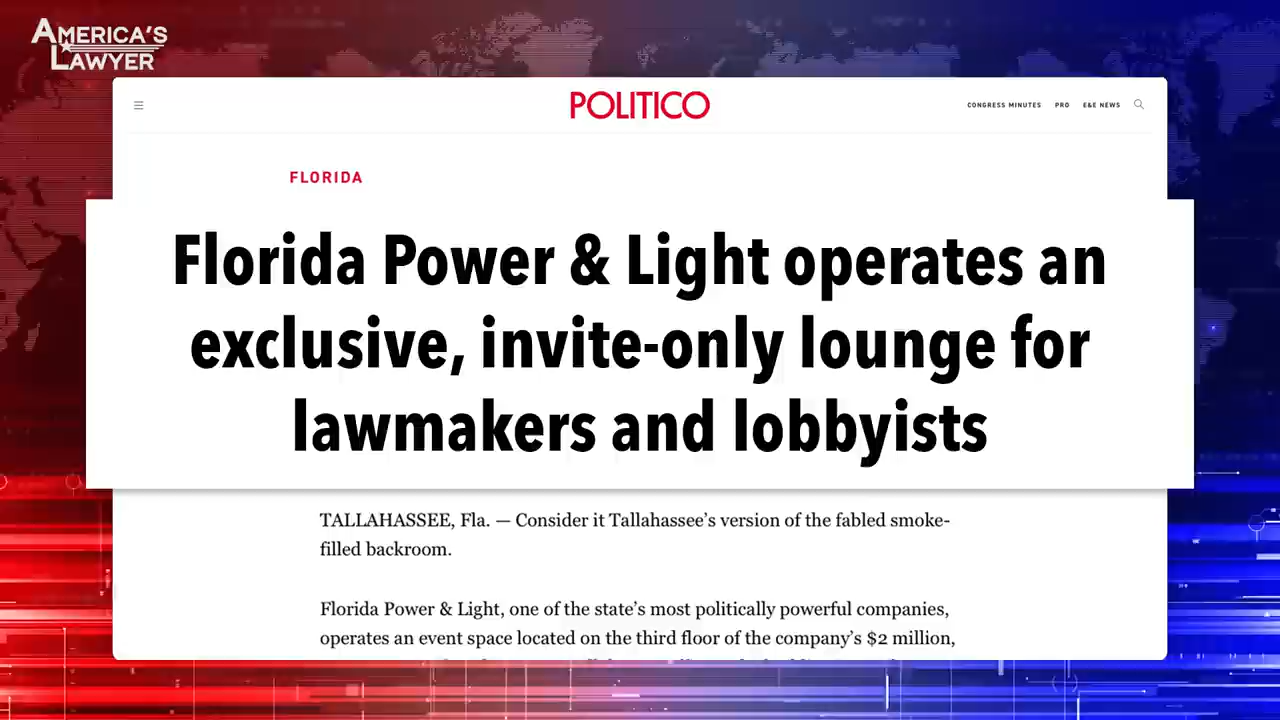 AMERICA'S
LAWYER
POLITICO
CONGRESS MINUTES PRO E&E NEWS
FLORIDA
Florida Power & Light operates an
exclusive, invite-only lounge for
lawmakers and lobbyists
TALLAHASSEE, Fla. — Consider it Tallahassee’s version of the fabled smoke-
filled backroom.
Florida Power & Light, one of the state’s most politically powerful companies,
operates an event space located on the third floor of the company’s $2 million,